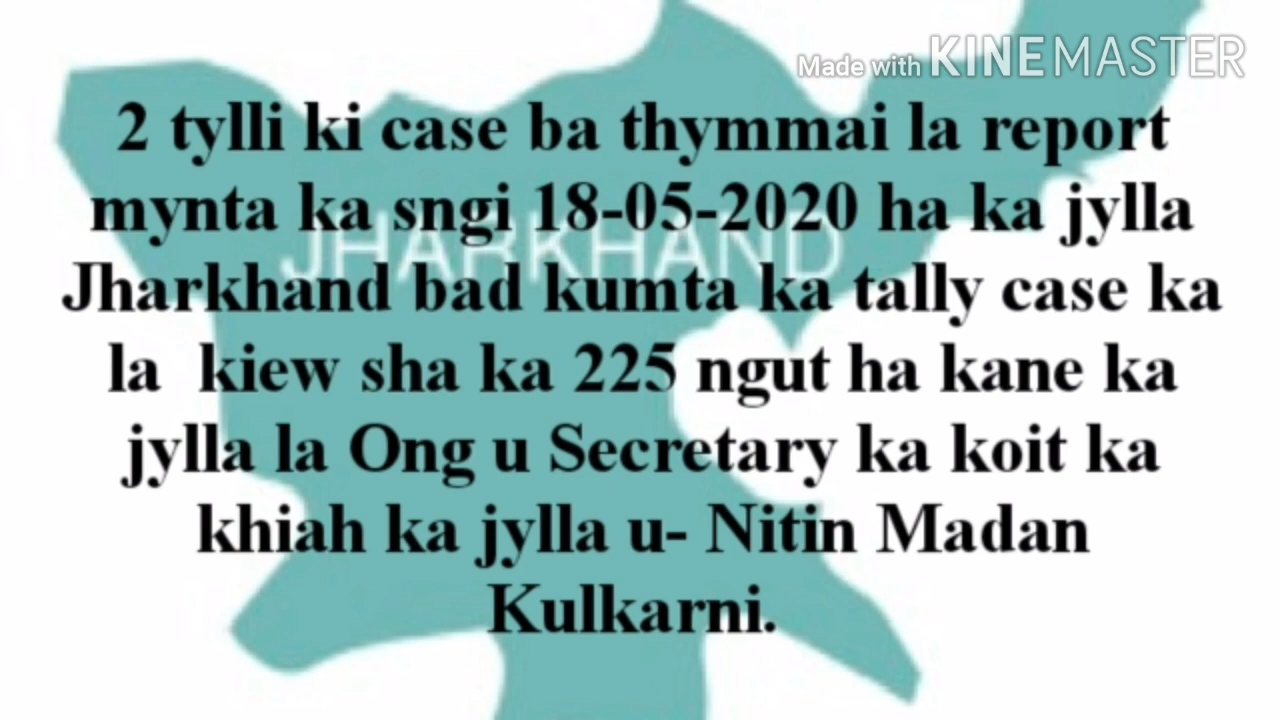 Made with KINEMASTER
2 tylli ki case ba thymmai la report
mynta ka sngi 18-05-2020 ha ka jylla
JHARKHAND
Jharkhand bad kumta ka tally case ka
la kiew sha ka 225 ngut ha kane ka
jylla la Ong u Secretary ka koit ka
khiah ka jylla u- Nitin Madan
Kulkarni.